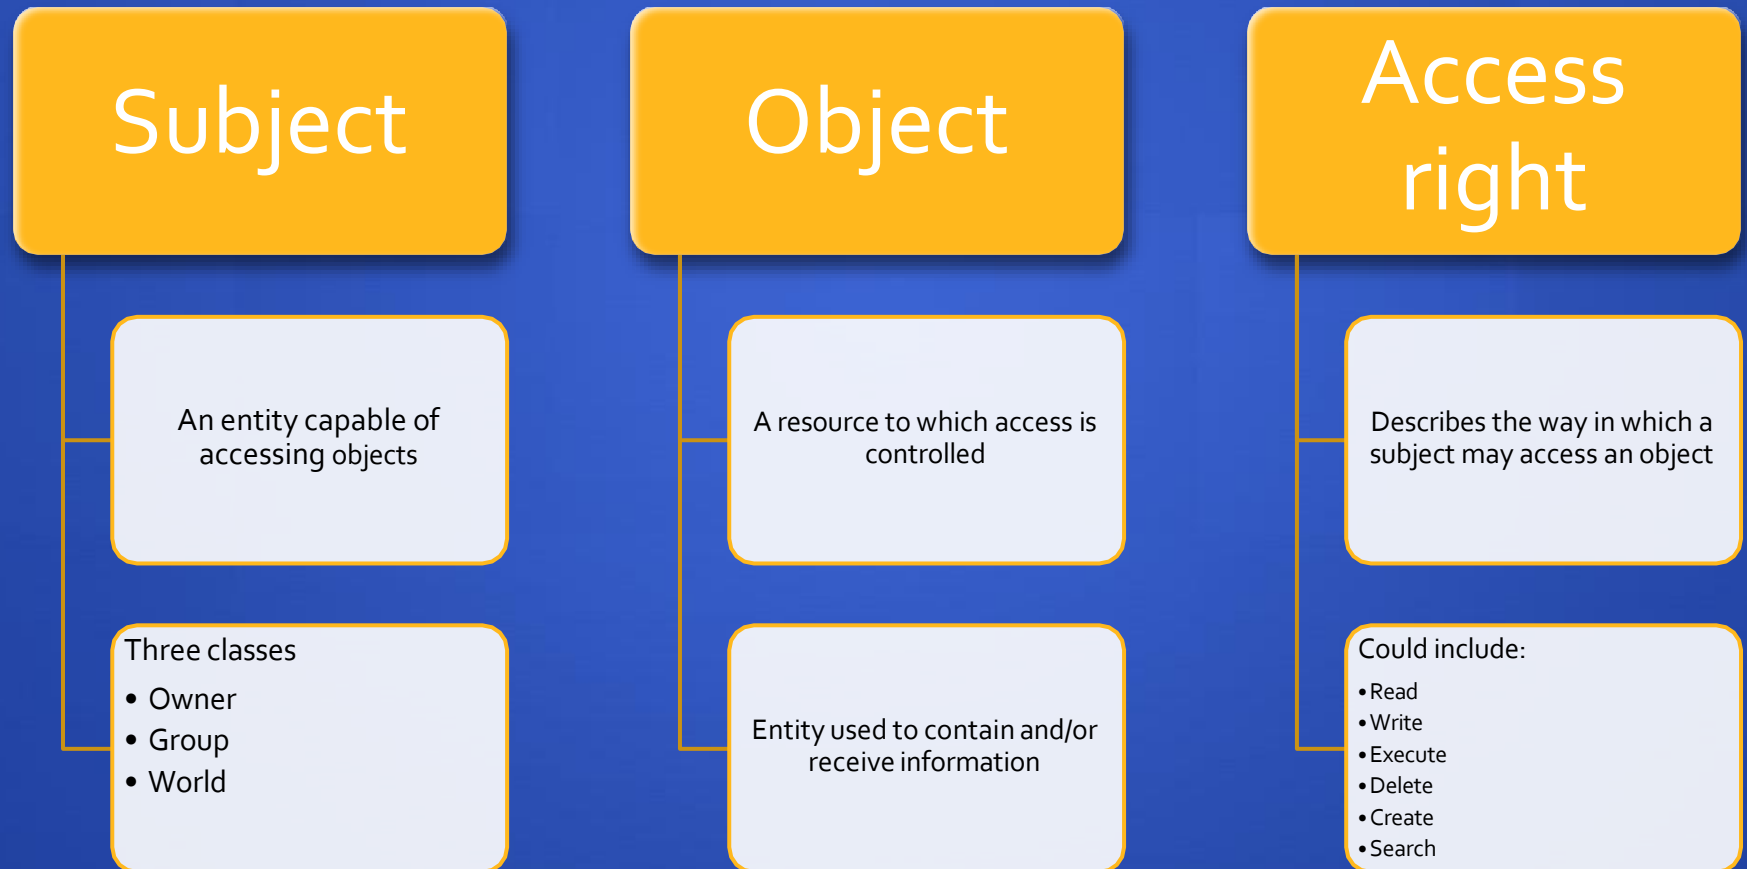 Subject
An entity capable of
accessing objects
Three classes
• Owner
• Group
• World
Object
A resource to which access is
controlled
Entity used to contain and/or
receive information
Access
right
Describes the way in which a
subject may access an object
Could include:
• Read
• Write
• Execute
• Delete
• Create
• Search